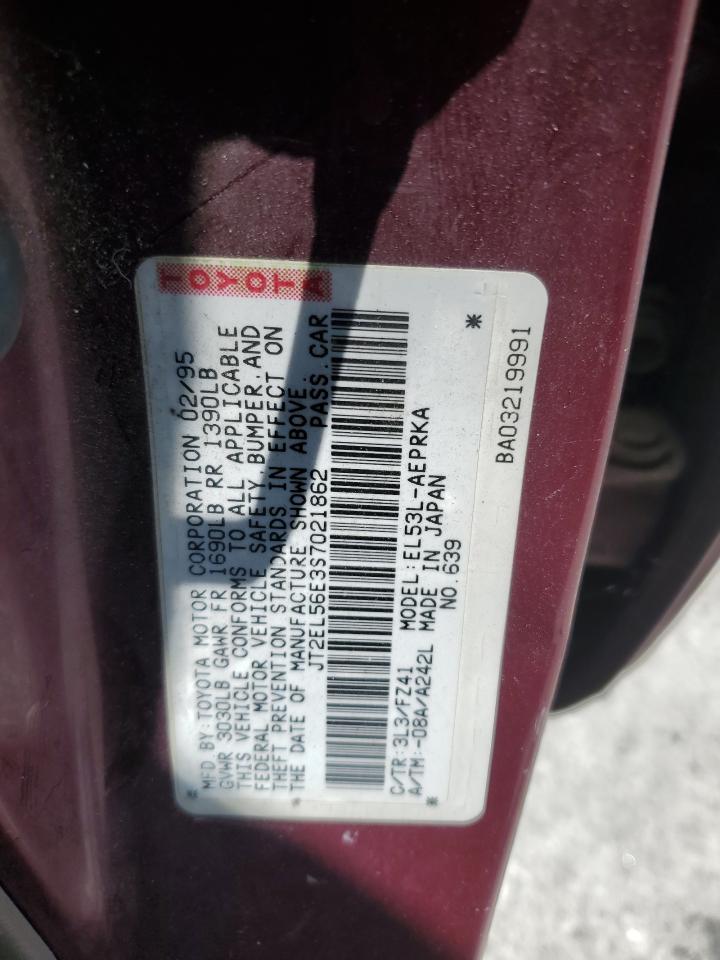 TOYOTA
MFD. BY: TOYOTA MOTOR CORPORATION 02/95
GVWR 3030LB GAWR FR 1690LB RR 1390LB
THIS VEHICLE CONFORMS TO ALL APPLICABLE
FEDERAL MOTOR VEHICLE SAFETY, BUMPER, AND
THEFT PREVENTION STANDARDS IN EFFECT ON
THE DATE OF MANUFACTURE SHOWN ABOVE.
JT2EL56E3S7021862 PASS. CAR
C/TR: 3L3/FZ41 MODEL: EL53L-AEPRKA
A/TM: -08A/A242L MADE IN JAPAN
NO. 639
BA03219991